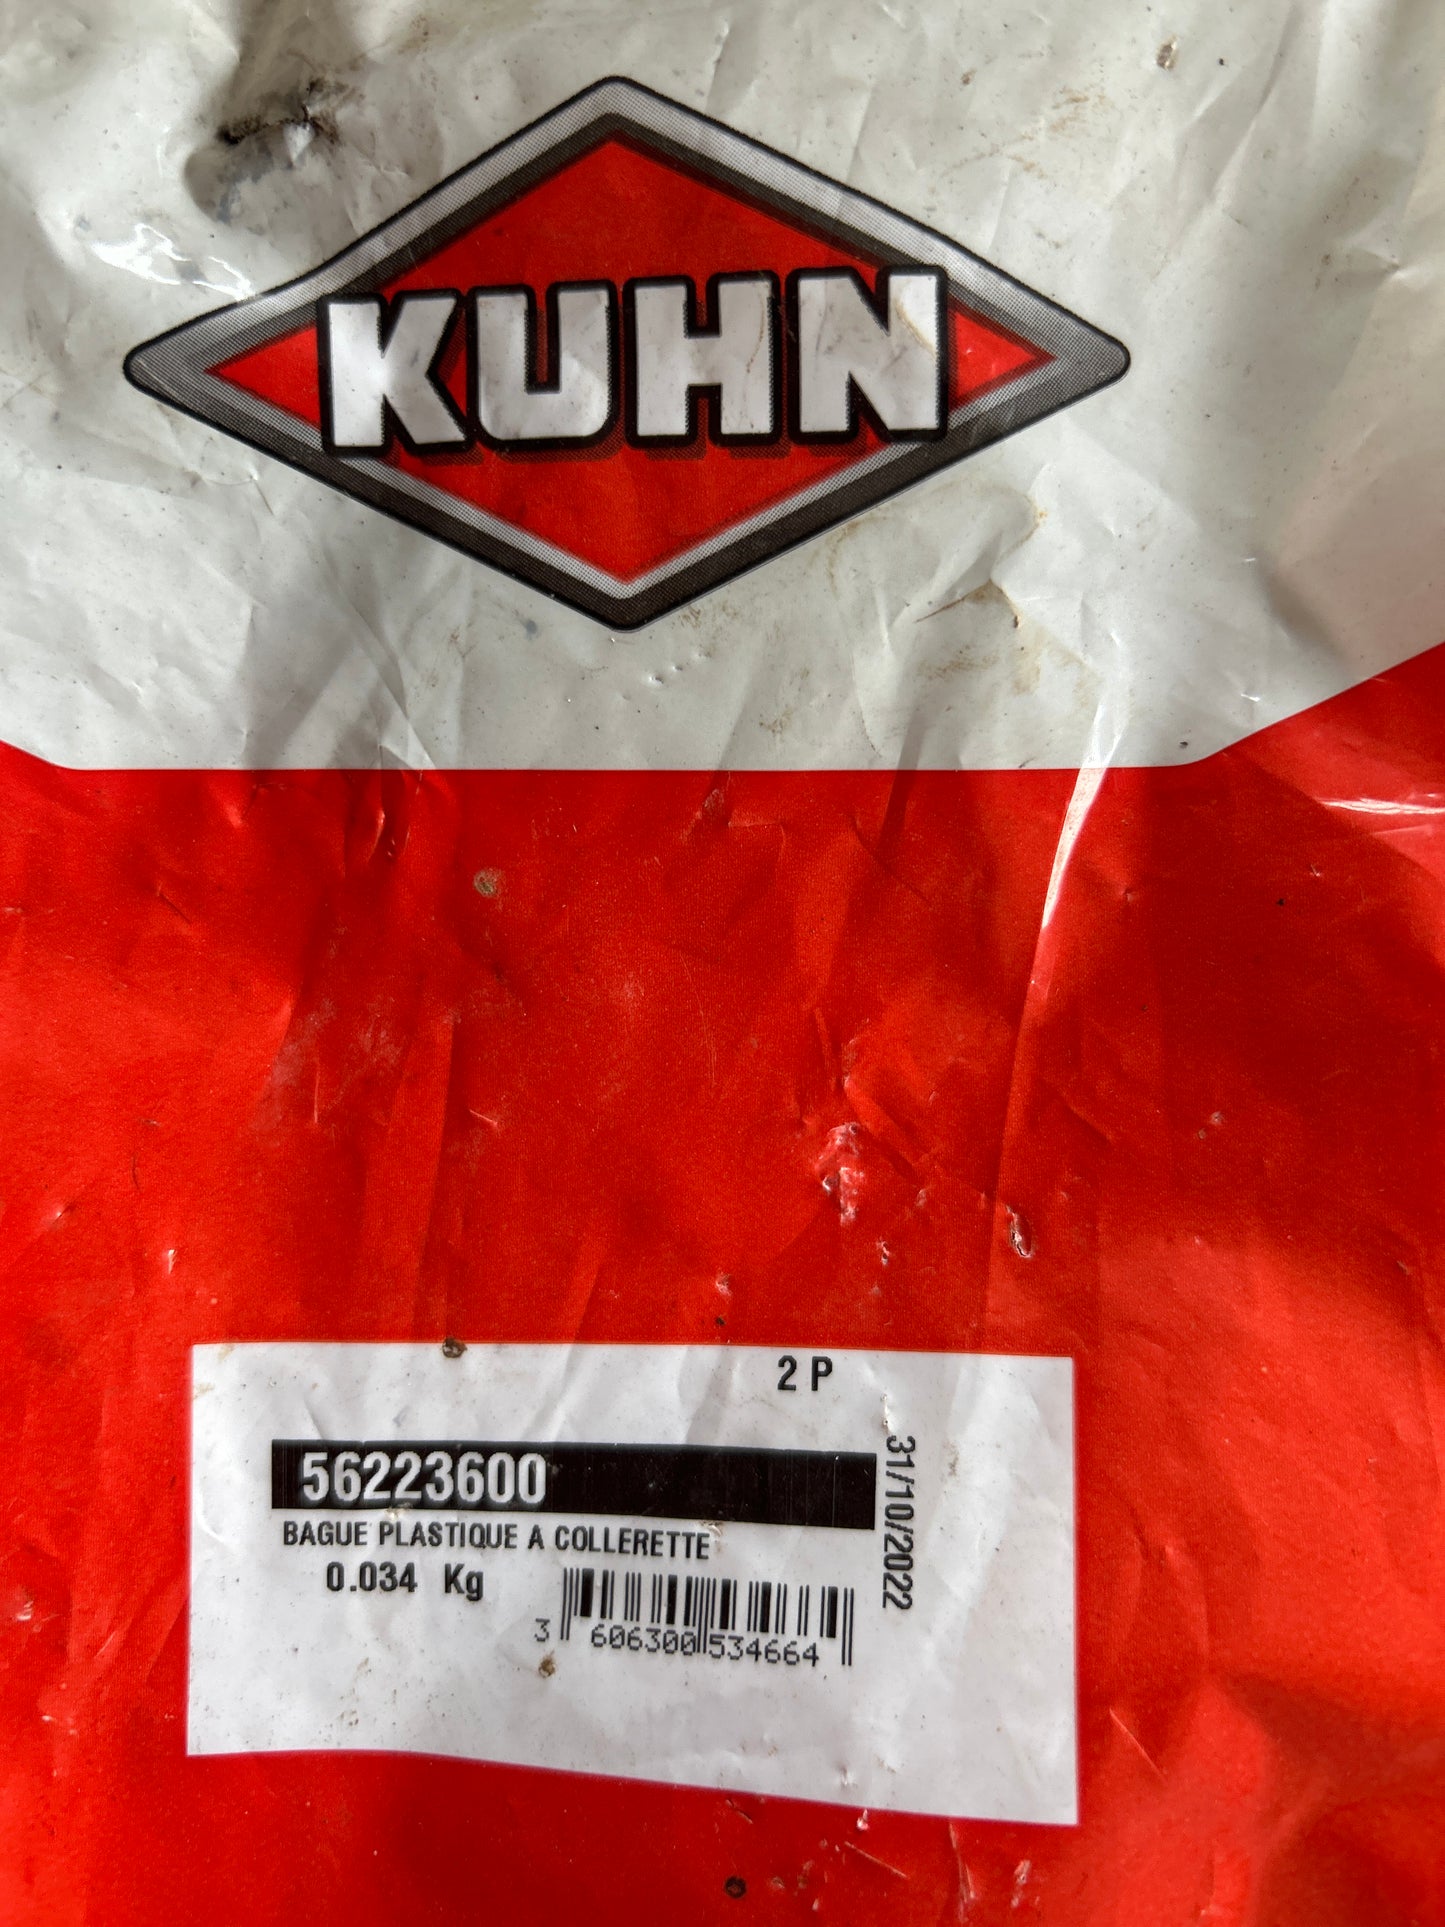 KUHN
2 P
56223600
31/10/2022
BAGUE PLASTIQUE A COLLERETTE
0.034 Kg
3 606300 534664